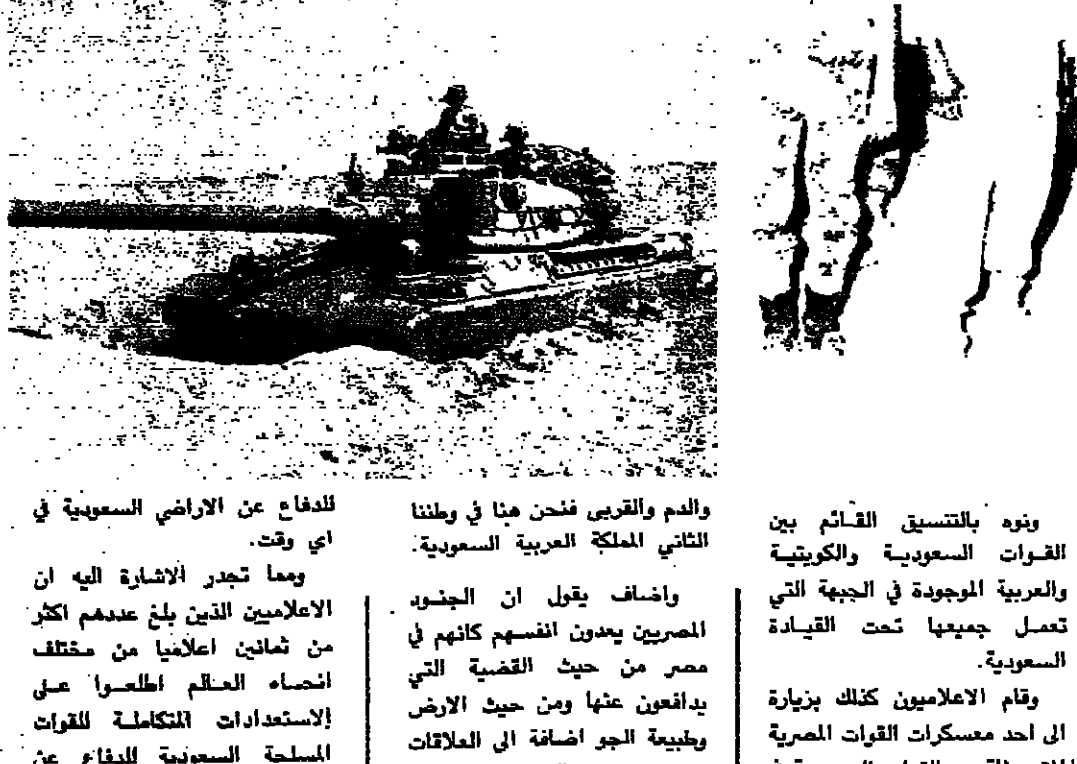 ونوه بالتنسيق القائم بين
القوات السعودية والكويتية
والعربية الموجودة في الجبهة التي
تعمل جميعها تحت القيادة
السعودية.
وقام الاعلاميون كذلك بزيارة
الى احد معسكرات القوات المصرية
والدم والقربى فنحن هنا في وطننا
الثاني المملكة العربية السعودية.
واضاف يقول ان الجنود
المصريين يعدون انفسهم كانهم في
مصر من حيث القضية التي
يدافعون عنها ومن حيث الارض
وطبيعة الجو اضافة الى العلاقات
للدفاع عن الاراضي السعودية في
اي وقت.
ومما تجدر الاشارة اليه ان
الاعلاميين الذين بلغ عددهم اكثر
من ثمانين اعلاميا من مختلف
انحاء العالم اطلعوا على
الاستعدادات المتكاملة للقوات
المسلحة السعودية للدفاع عن